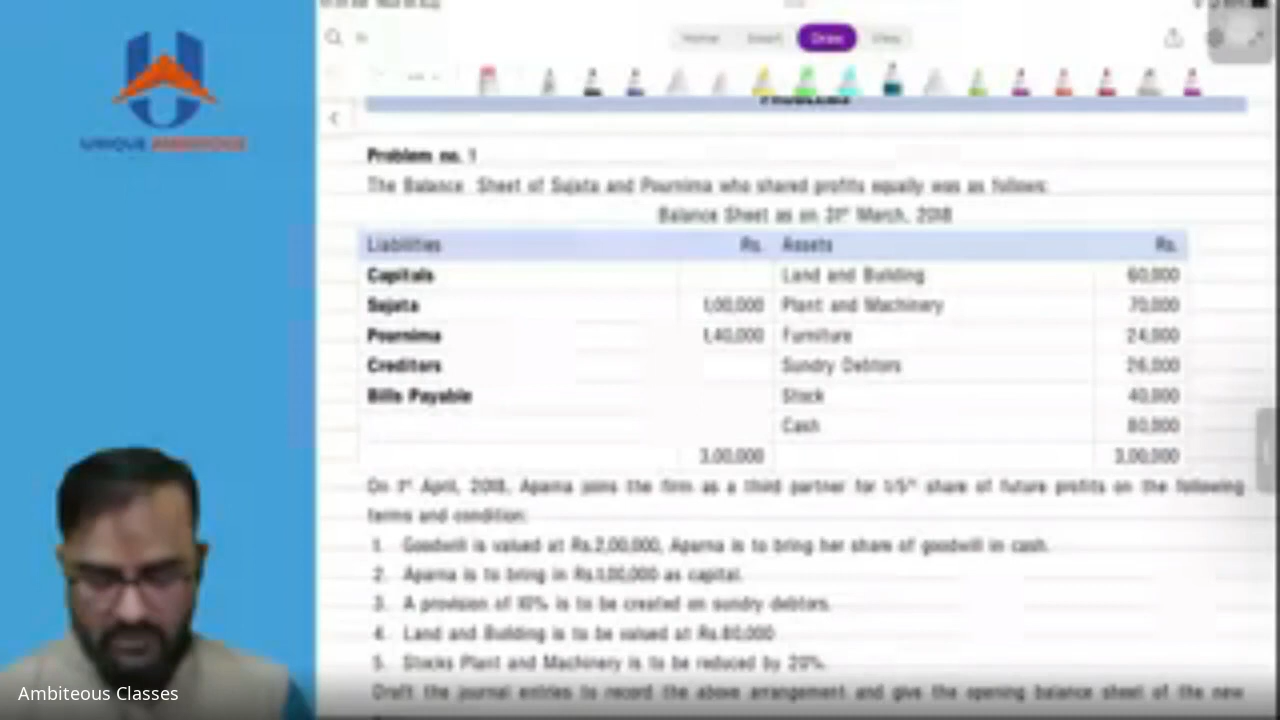 UNIQUE AMBITEOUS
Home Insert Draw View
Problem no. 1
The Balance Sheet of Sujata and Pournima who shared profits equally was as follows:
Balance Sheet as on 31st March, 2018
Liabilities Rs. Assets Rs.
Capitals Land and Building 60,000
Sujata 1,00,000 Plant and Machinery 70,000
Pournima 1,40,000 Furniture 24,000
Creditors Sundry Debtors 26,000
Bills Payable Stock 40,000
Cash 80,000
3,00,000 3,00,000
On 1st April, 2018, Aparna joins the firm as a third partner for 1/5th share of future profits on the following
terms and condition:
1. Goodwill is valued at Rs.2,00,000, Aparna is to bring her share of goodwill in cash.
2. Aparna is to bring in Rs.1,00,000 as capital.
3. A provision of 10% is to be created on sundry debtors.
4. Land and Building is to be valued at Rs.80,000
5. Stocks Plant and Machinery is to be reduced by 20%.
Draft the journal entries to record the above arrangement and give the opening balance sheet of the new
Ambiteous Classes